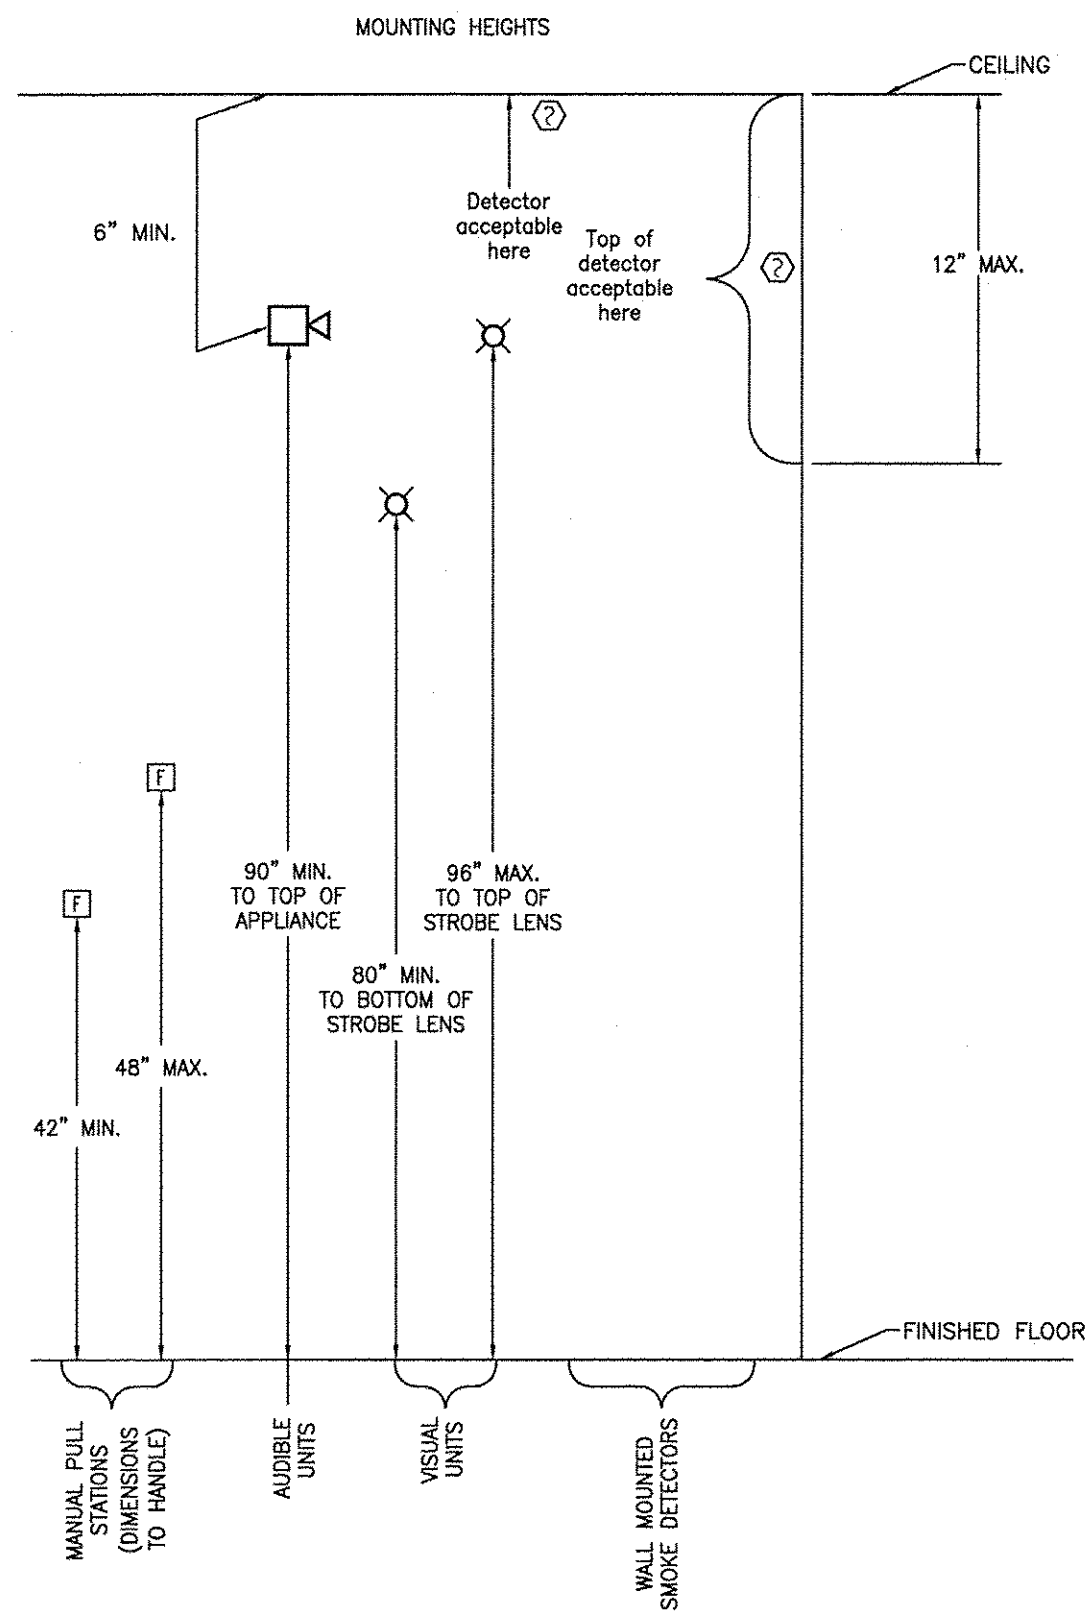 MOUNTING HEIGHTS
CEILING
6" MIN.
Detector
acceptable
here
Top of
detector
acceptable
here
12" MAX.
F
F
90" MIN.
TO TOP OF
APPLIANCE
96" MAX.
TO TOP OF
STROBE LENS
80" MIN.
TO BOTTOM OF
STROBE LENS
48" MAX.
42" MIN.
FINISHED FLOOR
MANUAL PULL
STATIONS
(DIMENSIONS
TO HANDLE)
AUDIBLE
UNITS
VISUAL
UNITS
WALL MOUNTED
SMOKE DETECTORS